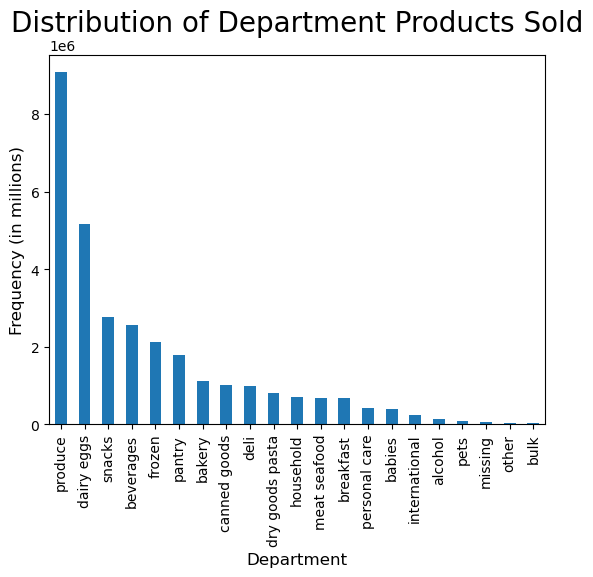 Distribution of Department Products Sold
1e6
8
6
4
2
0
Frequency (in millions)
produce
dairy eggs
snacks
beverages
frozen
pantry
bakery
canned goods
deli
dry goods pasta
household
meat seafood
breakfast
personal care
babies
international
alcohol
pets
missing
other
bulk
Department